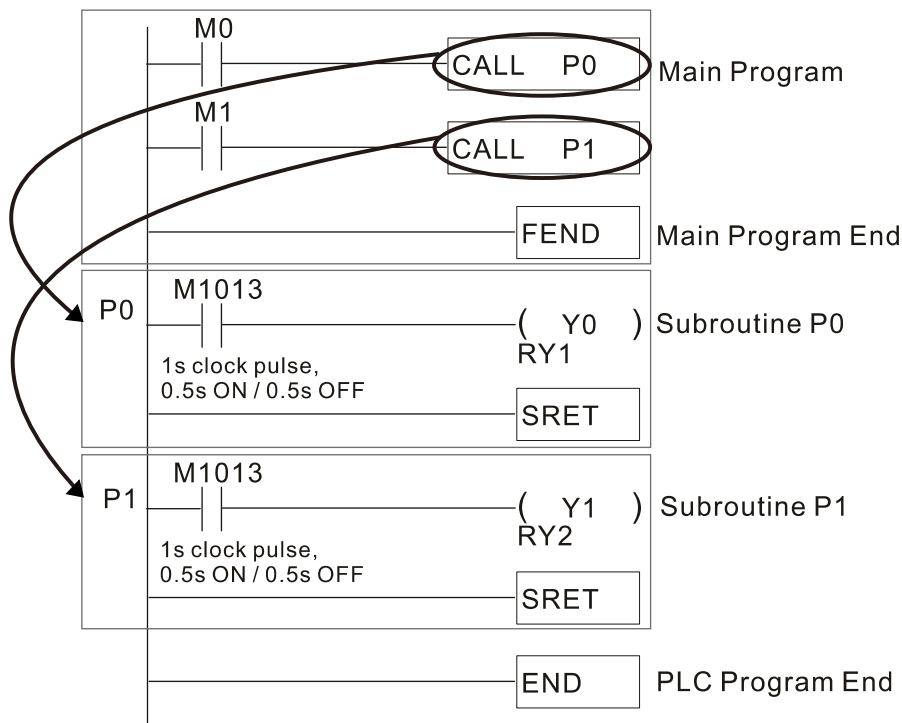 M0
CALL P0
Main Program
M1
CALL P1
FEND
Main Program End
P0
M1013
( Y0 )
Subroutine P0
RY1
1s clock pulse,
0.5s ON / 0.5s OFF
SRET
P1
M1013
( Y1 )
Subroutine P1
RY2
1s clock pulse,
0.5s ON / 0.5s OFF
SRET
END
PLC Program End